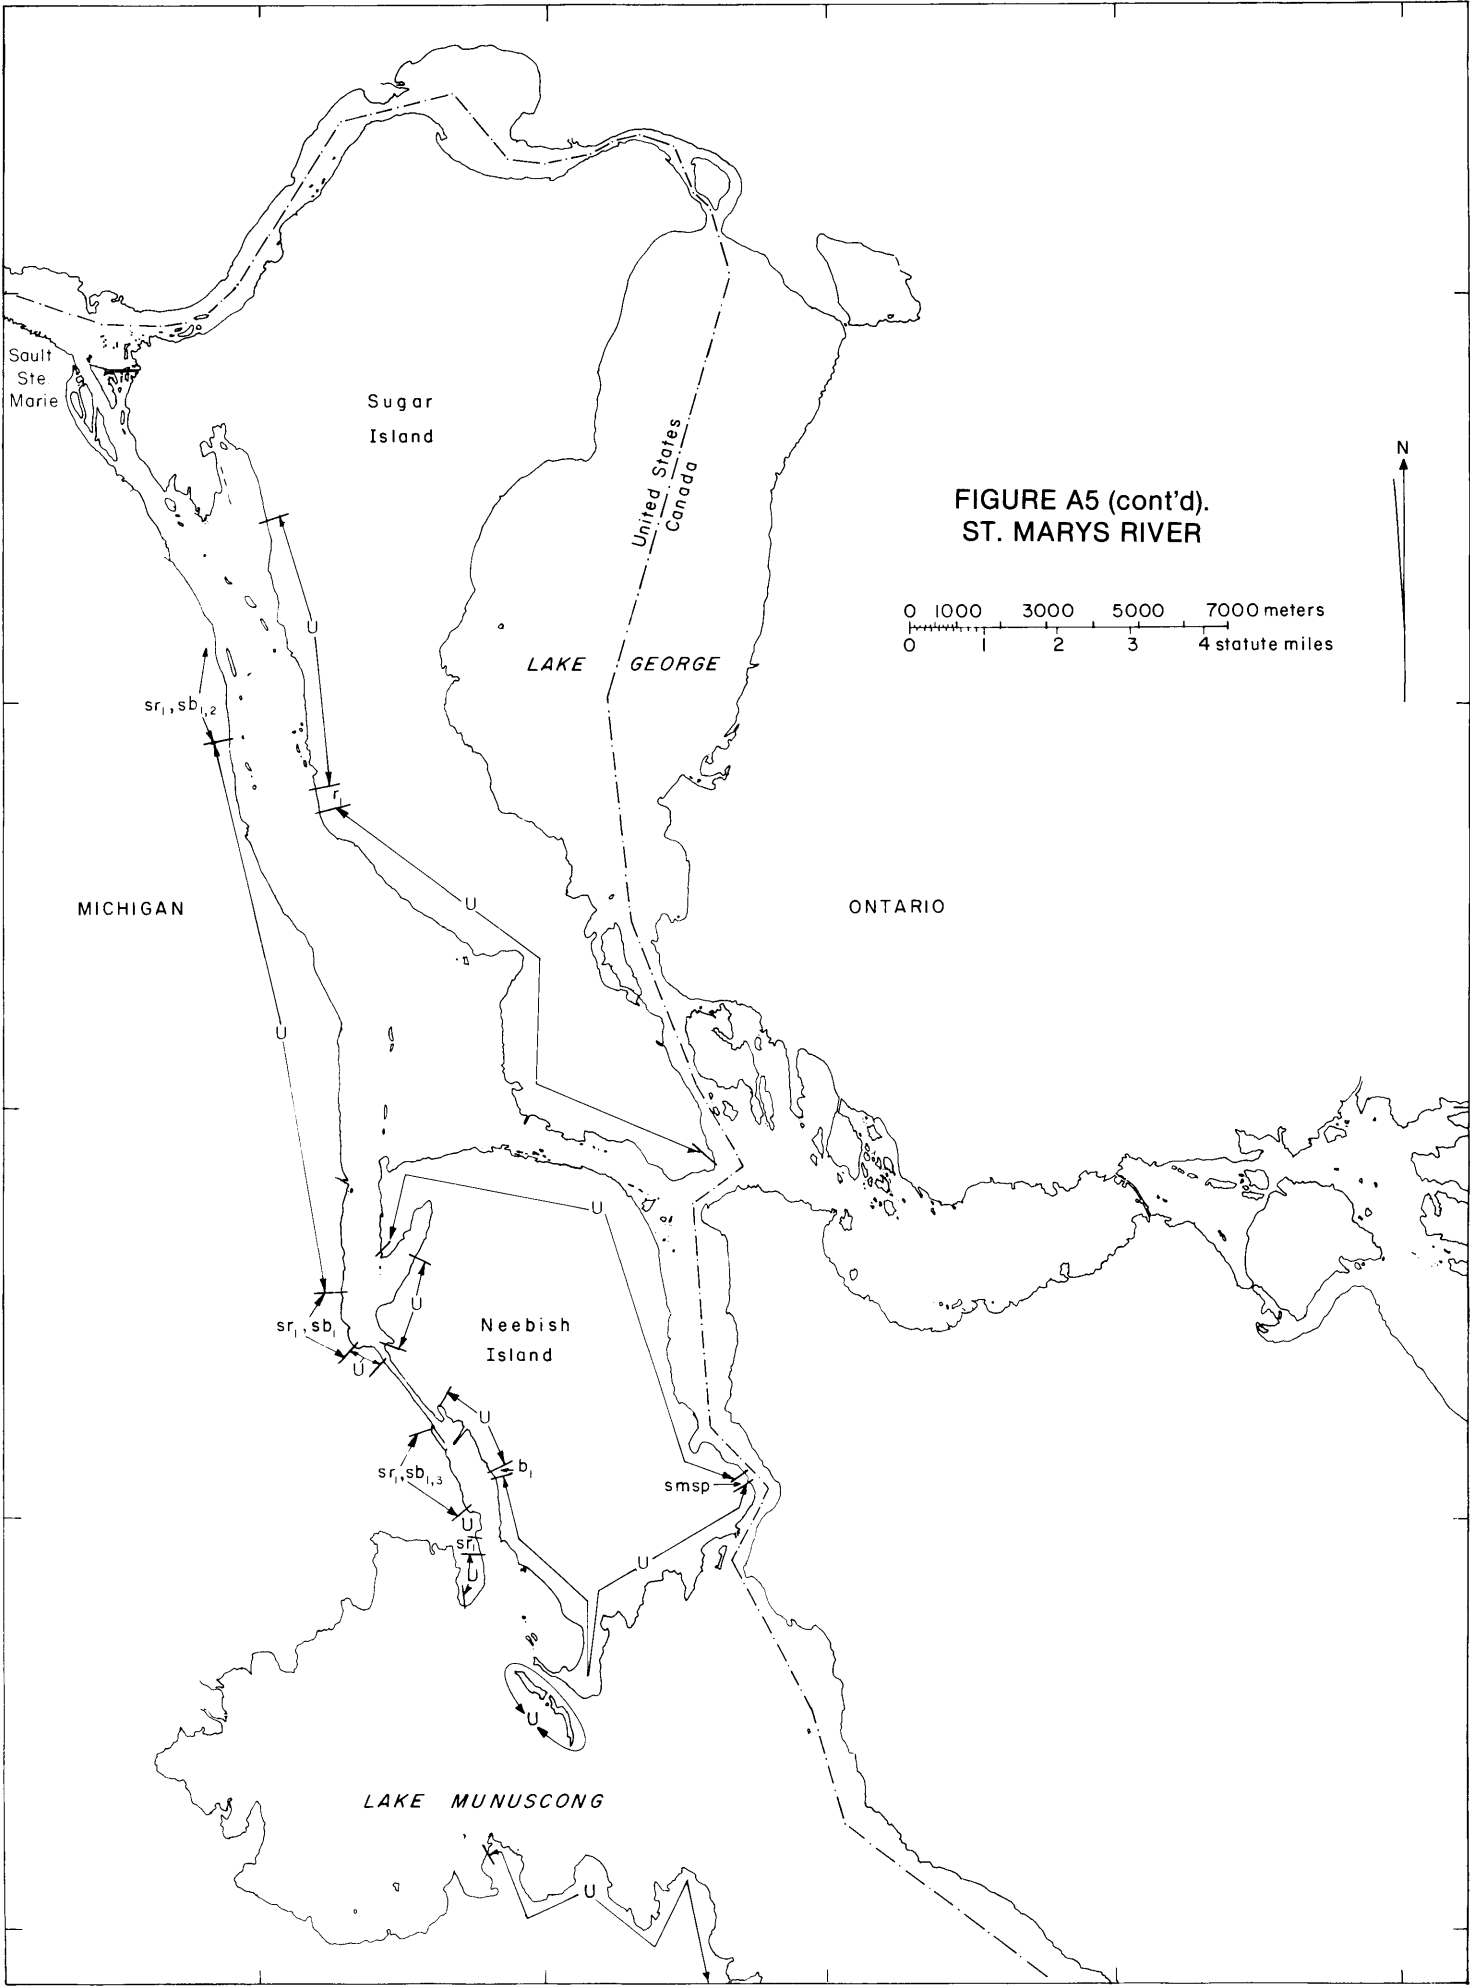 Sault
Ste.
Marie
Sugar
Island
United States
Canada
N
FIGURE A5 (cont'd).
ST. MARYS RIVER
0 1000 3000 5000 7000 meters
0 1 2 3 4 statute miles
U
LAKE GEORGE
sr₁,sb₁,₂
r₁
U
MICHIGAN
ONTARIO
U
U
U
sr₁,sb₁
Neebish
Island
U
U
b₁
sr₁,sb₁,₃
smsp
U
sr₁
U
U
U
LAKE MUNUSCONG
U